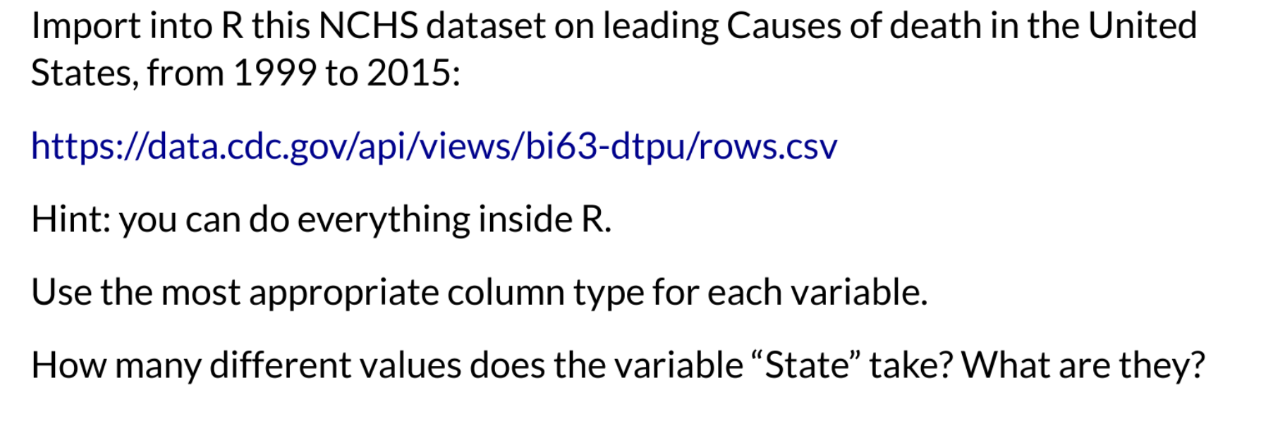 Import into R this NCHS dataset on leading Causes of death in the United
States, from 1999 to 2015:
https://data.cdc.gov/api/views/bi63-dtpu/rows.csv
Hint: you can do everything inside R.
Use the most appropriate column type for each variable.
How many different values does the variable “State” take? What are they?